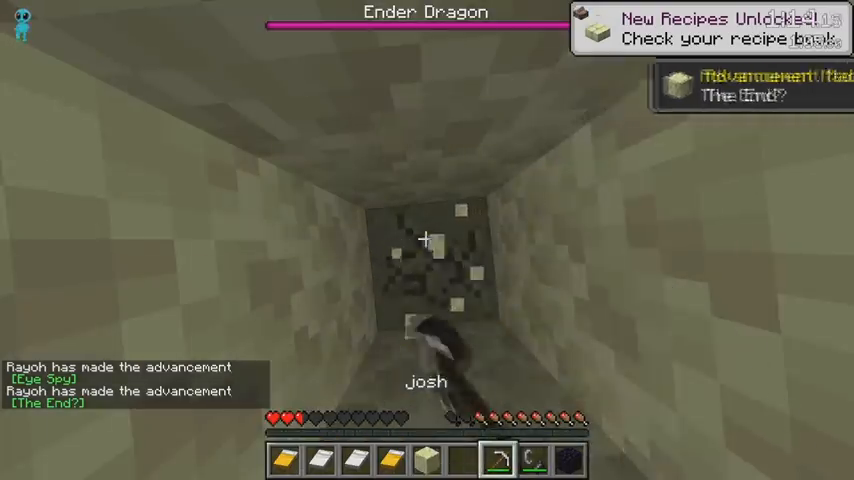 Ender Dragon
New Recipes Unlocked!
Check your recipe book
Advancement
The End?
Rayoh has made the advancement
[Eye Spy]
Rayoh has made the advancement
[The End?]
josh